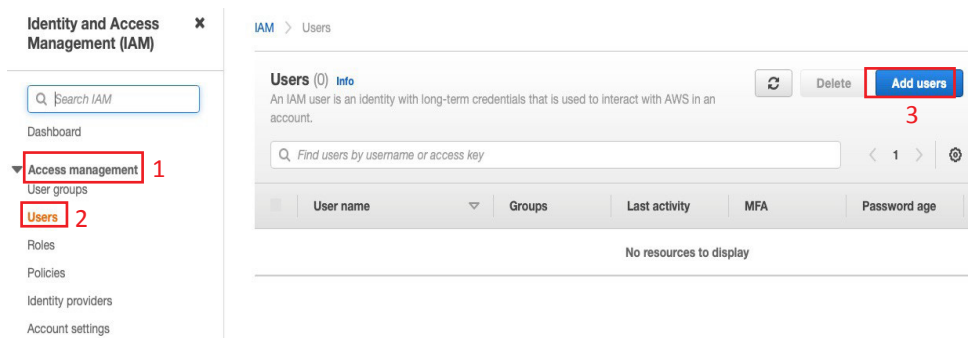 Identity and Access
Management (IAM)
Search IAM
Dashboard
Access management 1
User groups
Users 2
Roles
Policies
Identity providers
Account settings
IAM > Users
Users (0) Info
An IAM user is an identity with long-term credentials that is used to interact with AWS in an
account.
Delete
Add users
3
Find users by username or access key
< 1 >
User name Groups Last activity MFA Password age
No resources to display